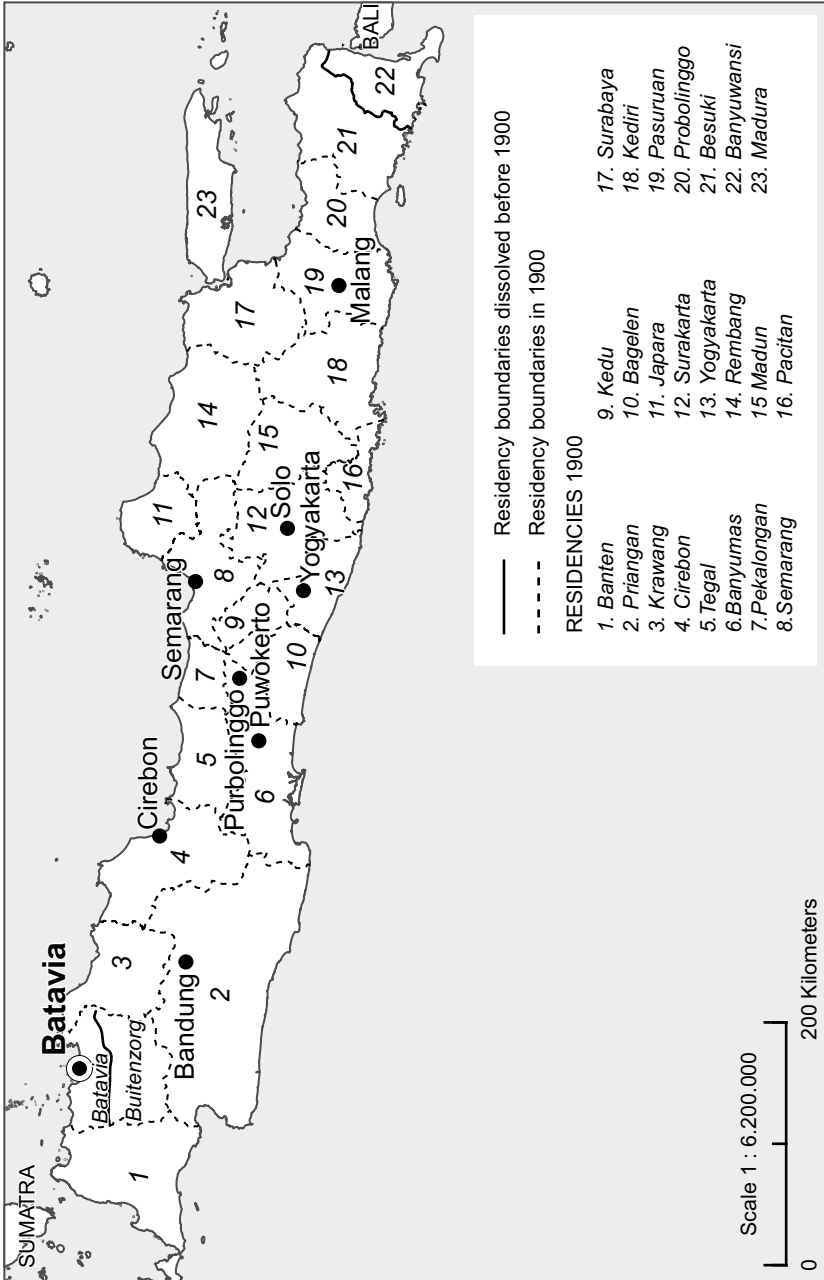 SUMATRA
BALI
Batavia
Batavia
Buitenzorg
Bandung
Cirebon
Semarang
Purbolinggo
Puwokerto
Yogyakarta
Solo
Malang
1
2
3
4
5
6
7
8
9
10
11
12
13
14
15
16
17
18
19
20
21
22
23
Scale 1 : 6.200.000
0
200 Kilometers
Residency boundaries dissolved before 1900
Residency boundaries in 1900
RESIDENCIES 1900
1. Banten
2. Priangan
3. Krawang
4. Cirebon
5.Tegal
6.Banyumas
7.Pekalongan
8.Semarang
9. Kedu
10. Bagelen
11. Japara
12. Surakarta
13. Yogyakarta
14. Rembang
15 Madun
16. Pacitan
17. Surabaya
18. Kediri
19. Pasuruan
20. Probolinggo
21. Besuki
22. Banyuwansi
23. Madura